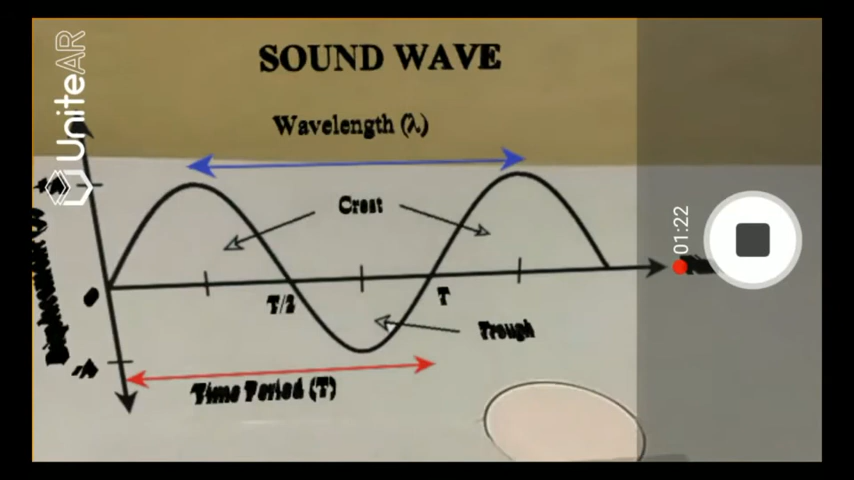 UniteAR
SOUND WAVE
Wavelength (λ)
Crest
01:22
0
T/2
T
Trough
-A
Time Period (T)